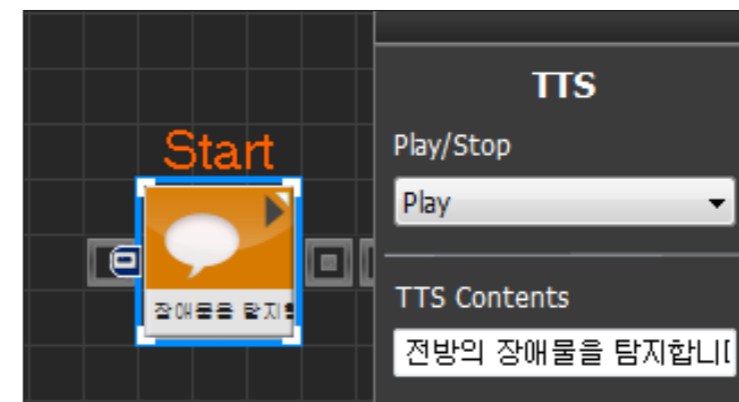 TTS
Start
Play/Stop
Play
장애물을 탐지
TTS Contents
전방의 장애물을 탐지합니